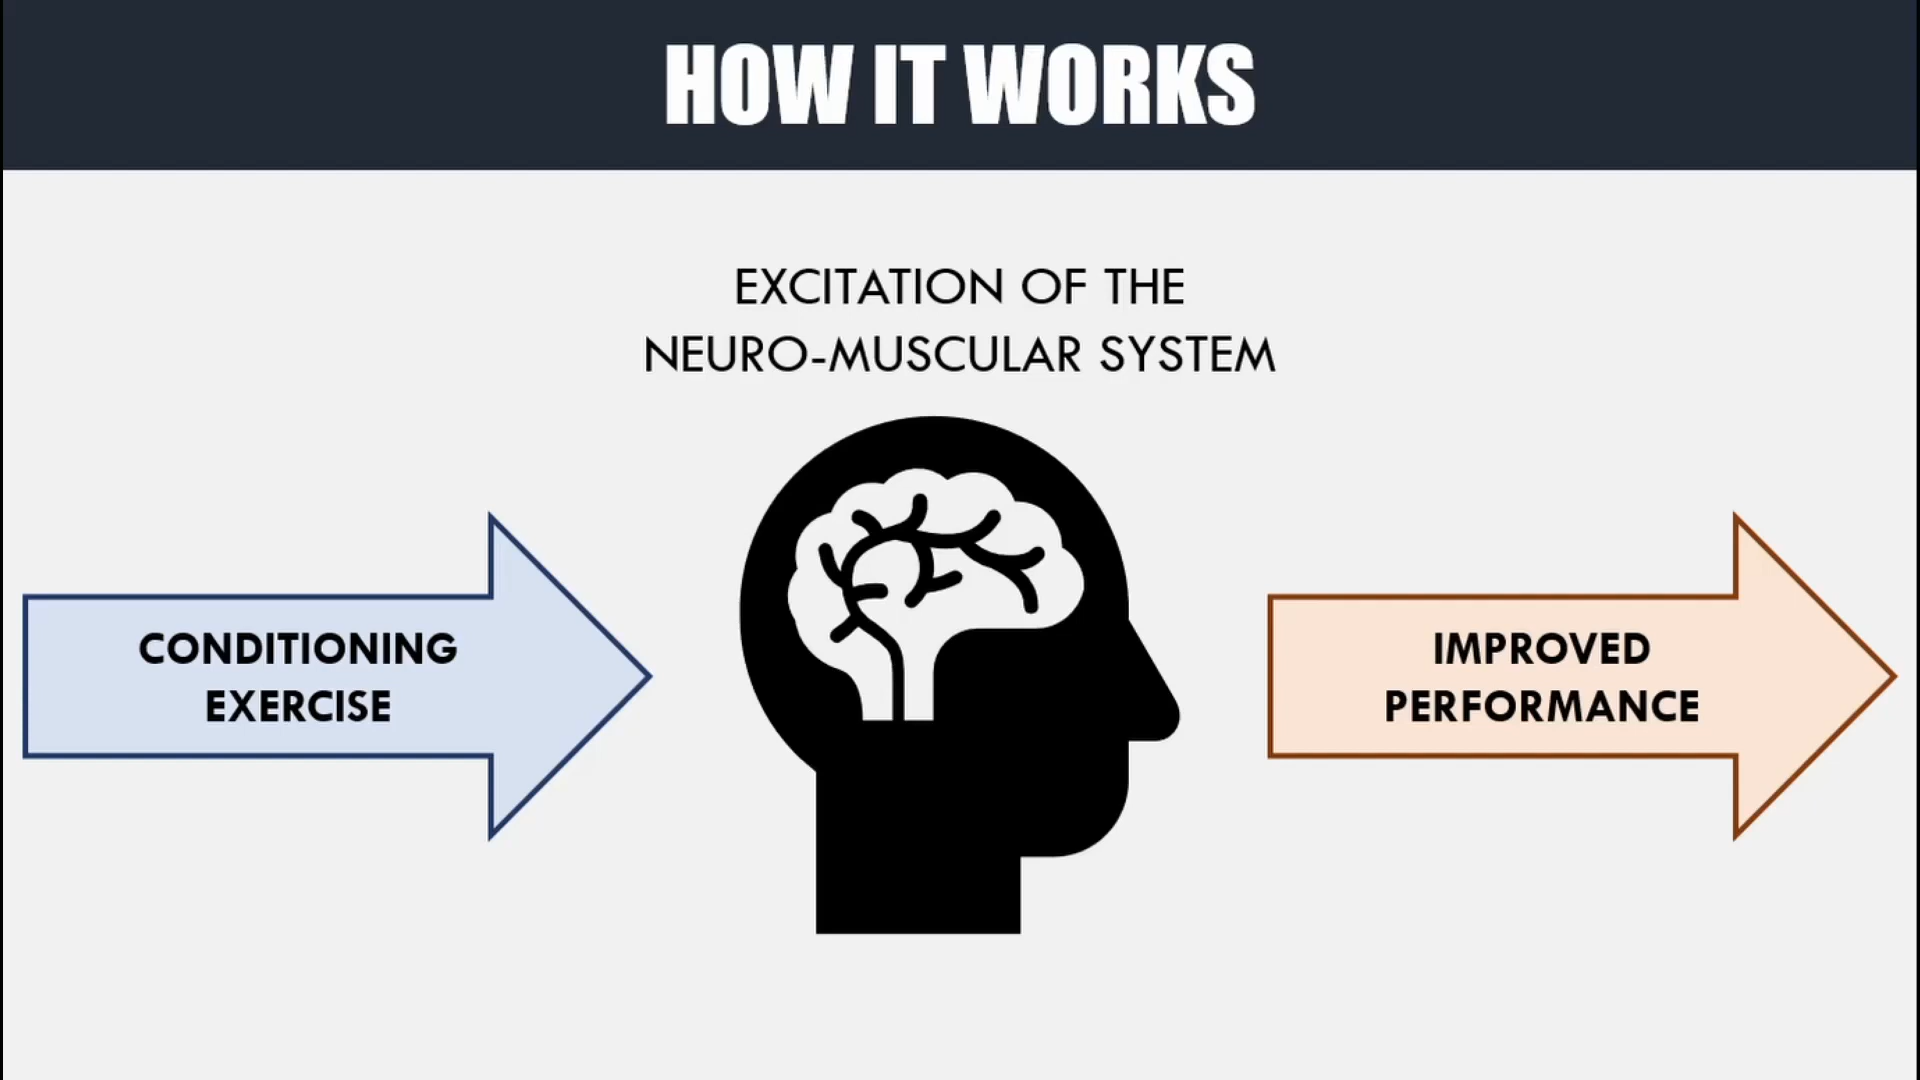 HOW IT WORKS
EXCITATION OF THE
NEURO-MUSCULAR SYSTEM
CONDITIONING
EXERCISE
IMPROVED
PERFORMANCE